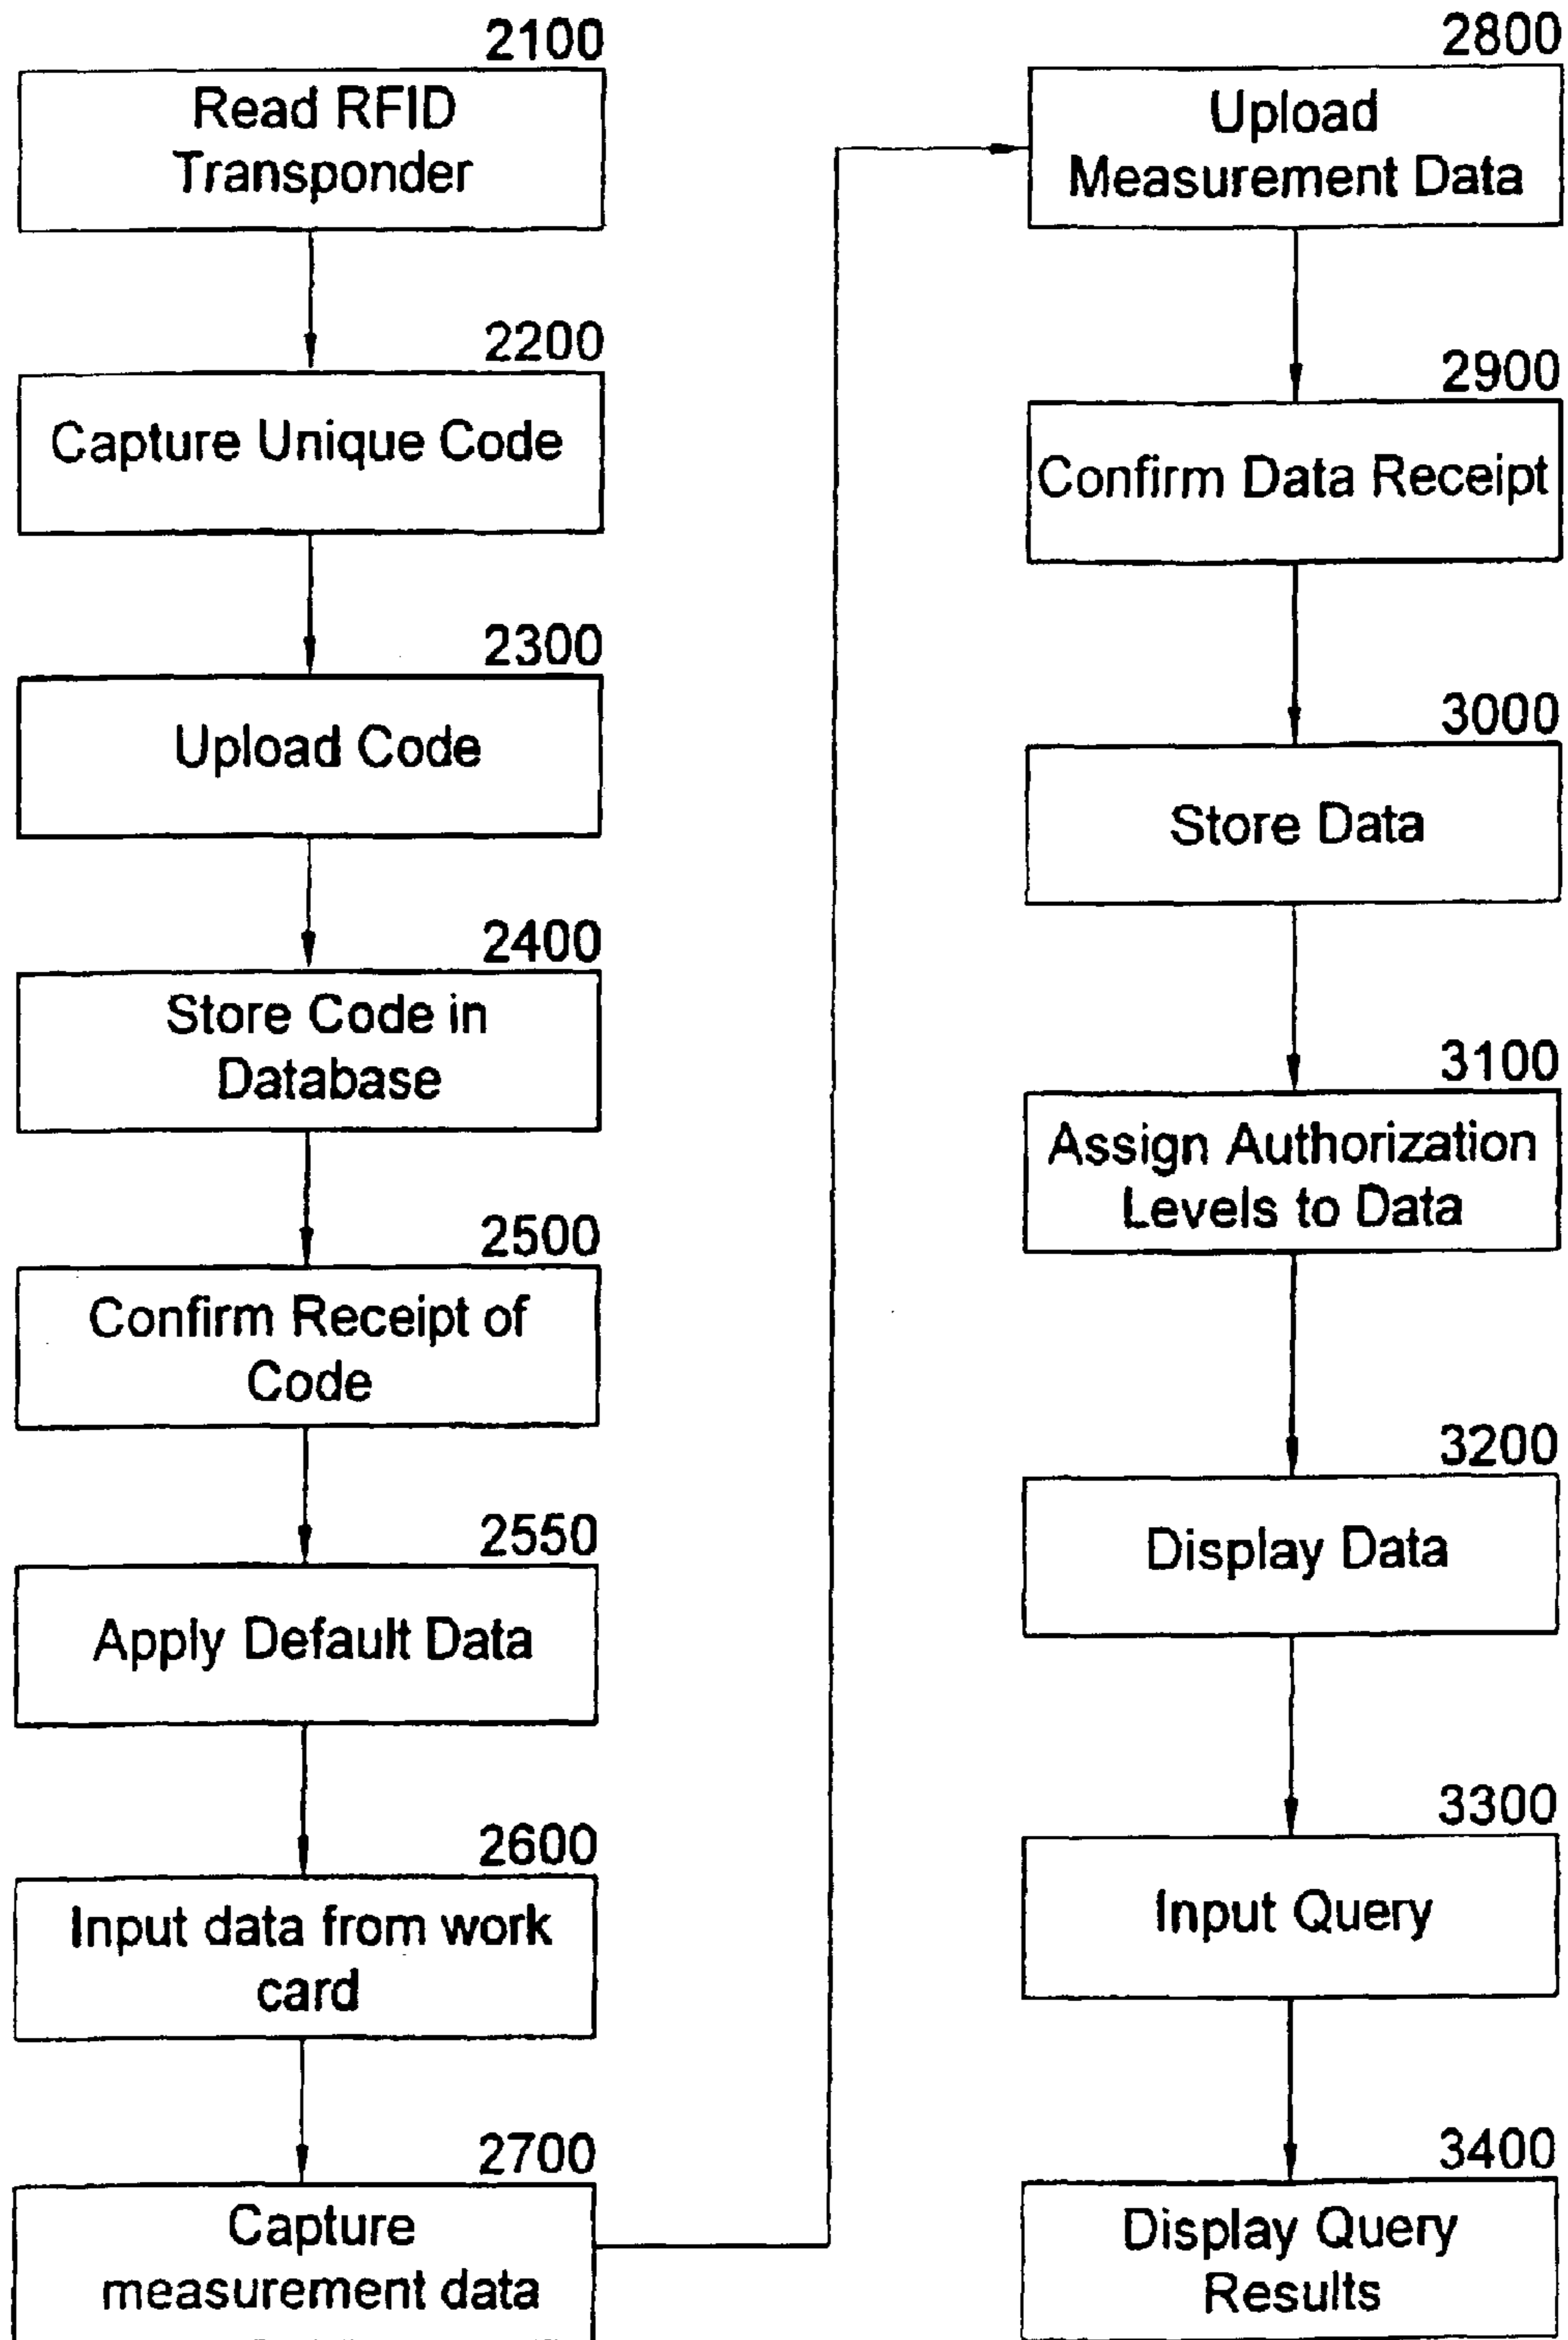 2100
Read RFID
Transponder
2200
Capture Unique Code
2300
Upload Code
2400
Store Code in
Database
2500
Confirm Receipt of
Code
2550
Apply Default Data
2600
Input data from work
card
2700
Capture
measurement data
2800
Upload
Measurement Data
2900
Confirm Data Receipt
3000
Store Data
3100
Assign Authorization
Levels to Data
3200
Display Data
3300
Input Query
3400
Display Query
Results